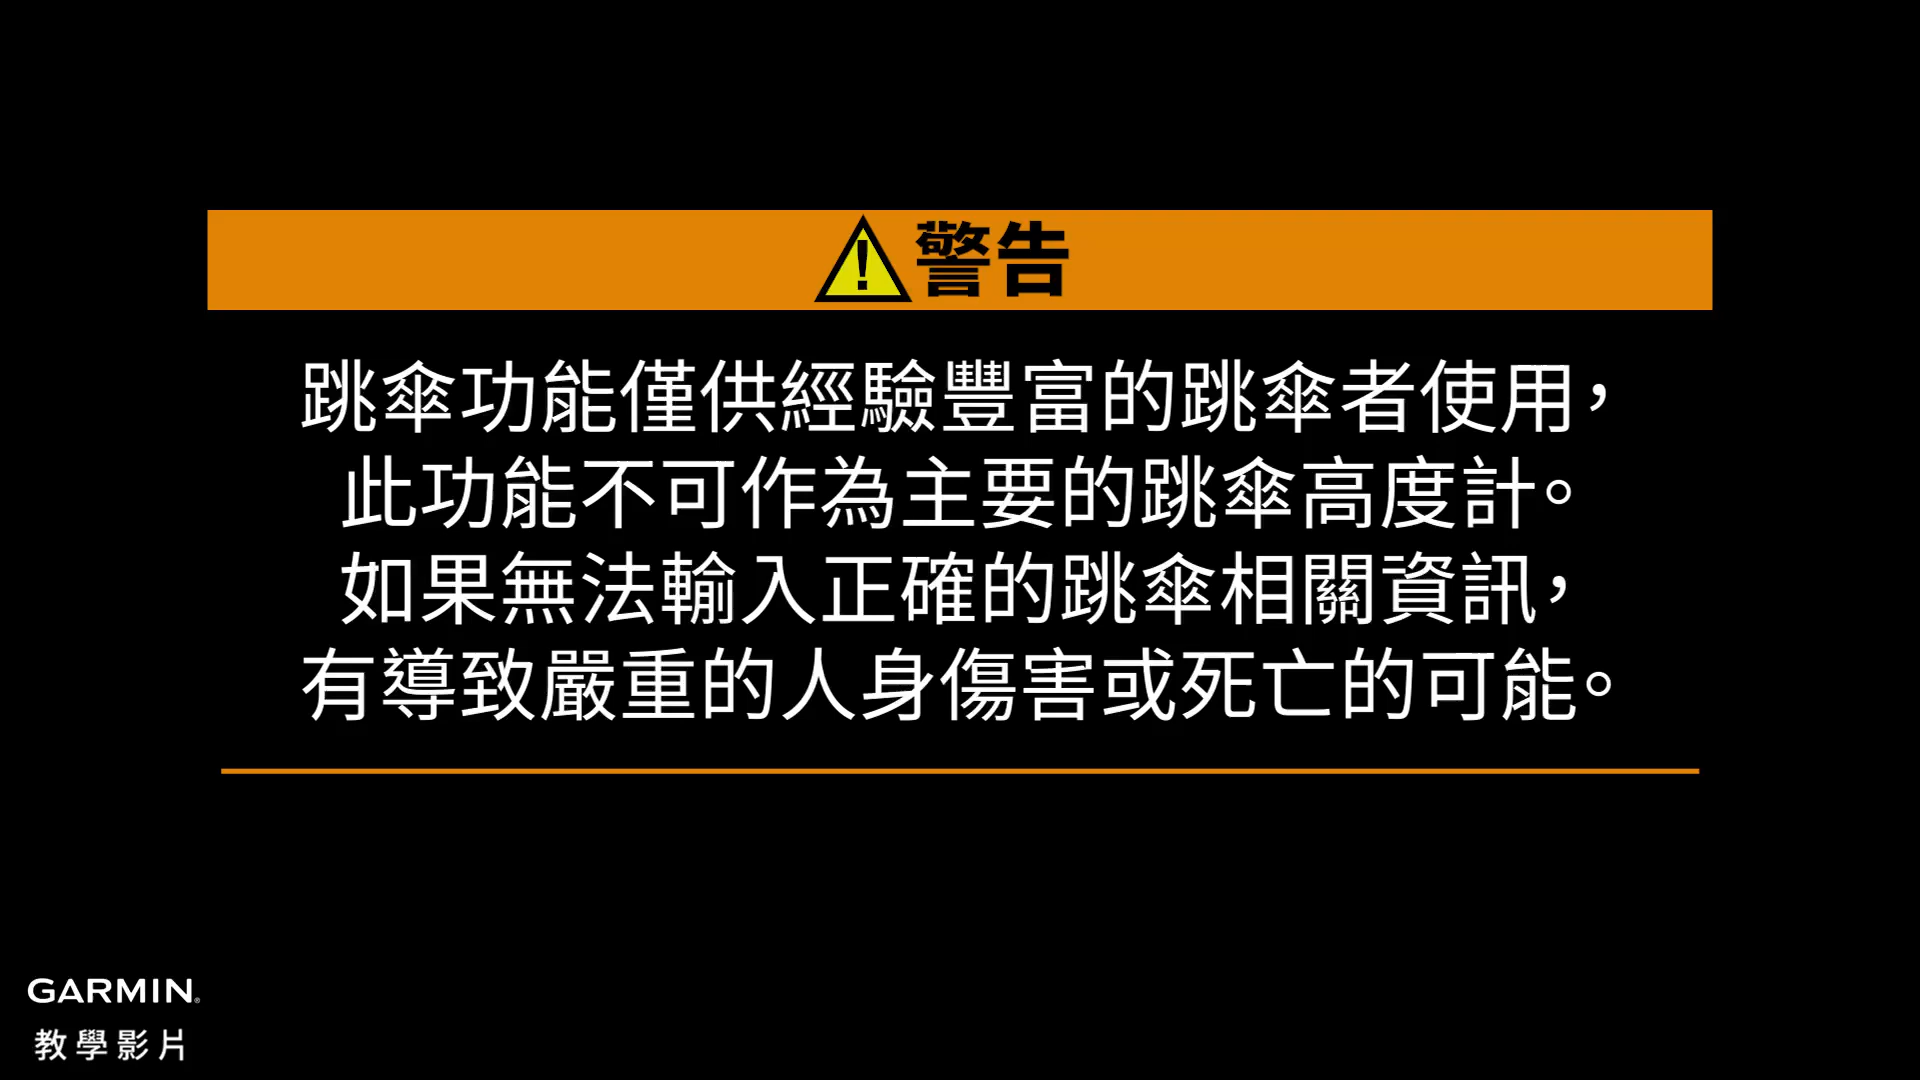 警告
跳傘功能僅供經驗豐富的跳傘者使用，
此功能不可作為主要的跳傘高度計。
如果無法輸入正確的跳傘相關資訊，
有導致嚴重的人身傷害或死亡的可能。
GARMIN®
教學影片